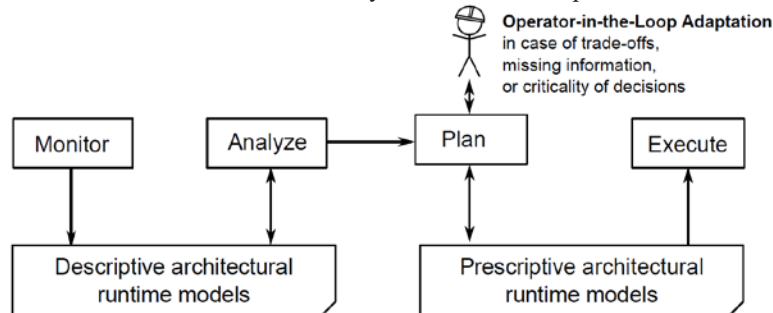 Operator-in-the-Loop Adaptation
in case of trade-offs,
missing information,
or criticality of decisions
Monitor
Analyze
Plan
Execute
Descriptive architectural
runtime models
Prescriptive architectural
runtime models